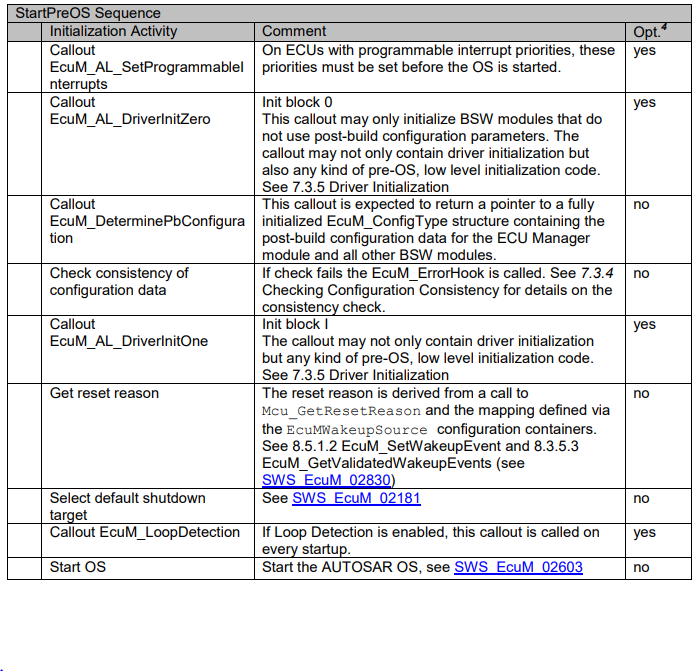 StartPreOS Sequence
Initialization Activity Comment Opt.4
Callout
EcuM_AL_SetProgrammableI
nterrupts
On ECUs with programmable interrupt priorities, these
priorities must be set before the OS is started.
yes
Callout
EcuM_AL_DriverInitZero
Init block 0
This callout may only initialize BSW modules that do
not use post-build configuration parameters. The
callout may not only contain driver initialization but
also any kind of pre-OS, low level initialization code.
See 7.3.5 Driver Initialization
yes
Callout
EcuM_DeterminePbConfigura
tion
This callout is expected to return a pointer to a fully
initialized EcuM_ConfigType structure containing the
post-build configuration data for the ECU Manager
module and all other BSW modules.
no
Check consistency of
configuration data
If check fails the EcuM_ErrorHook is called. See 7.3.4
Checking Configuration Consistency for details on the
consistency check.
no
Callout
EcuM_AL_DriverInitOne
Init block I
The callout may not only contain driver initialization
but any kind of pre-OS, low level initialization code.
See 7.3.5 Driver Initialization
yes
Get reset reason
The reset reason is derived from a call to
Mcu_GetResetReason and the mapping defined via
the EcuMWakeupSource configuration containers.
See 8.5.1.2 EcuM_SetWakeupEvent and 8.3.5.3
EcuM_GetValidatedWakeupEvents (see
SWS_EcuM_02830)
no
Select default shutdown
target
See SWS_EcuM_02181
no
Callout EcuM_LoopDetection
If Loop Detection is enabled, this callout is called on
every startup.
yes
Start OS
Start the AUTOSAR OS, see SWS_EcuM_02603
no